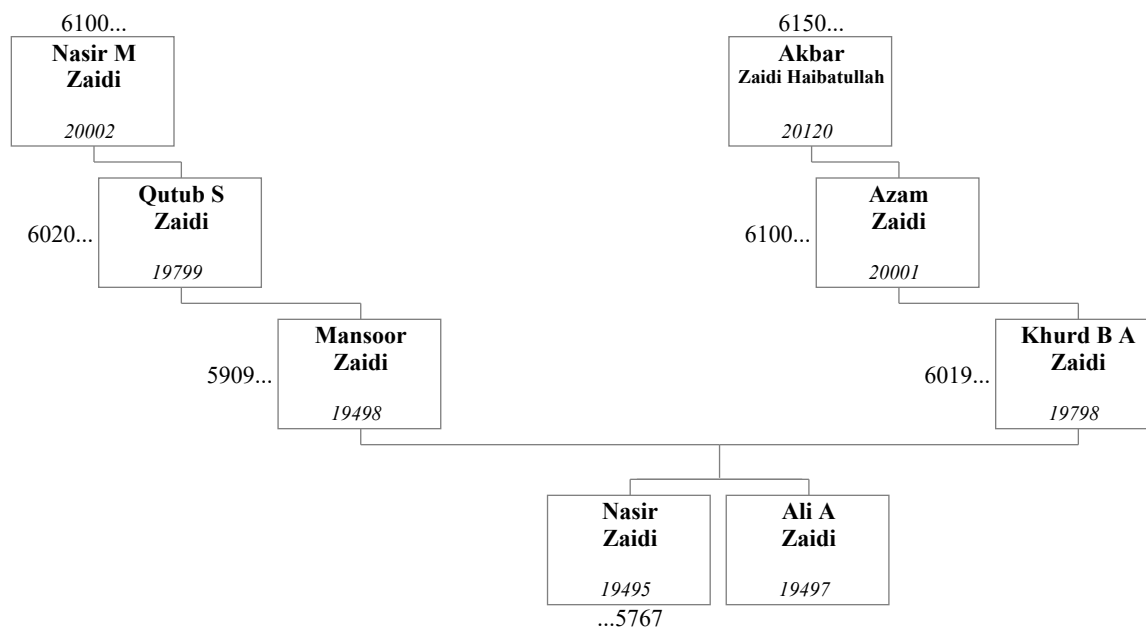 6100...
Nasir M
Zaidi
20002
6150...
Akbar
Zaidi Haibatullah
20120
6020...
Qutub S
Zaidi
19799
6100...
Azam
Zaidi
20001
5909...
Mansoor
Zaidi
19498
6019...
Khurd B A
Zaidi
19798
Nasir
Zaidi
19495
...5767
Ali A
Zaidi
19497